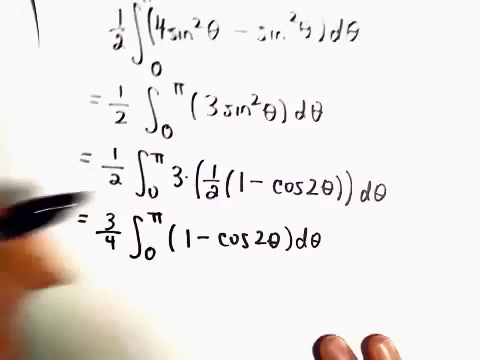 1/2 ∫₀ (4sin²θ − sin²θ)dθ
= 1/2 ∫₀^π (3sin²θ)dθ
= 1/2 ∫₀^π 3·(1/2(1 − cos2θ))dθ
= 3/4 ∫₀^π (1 − cos2θ)dθ